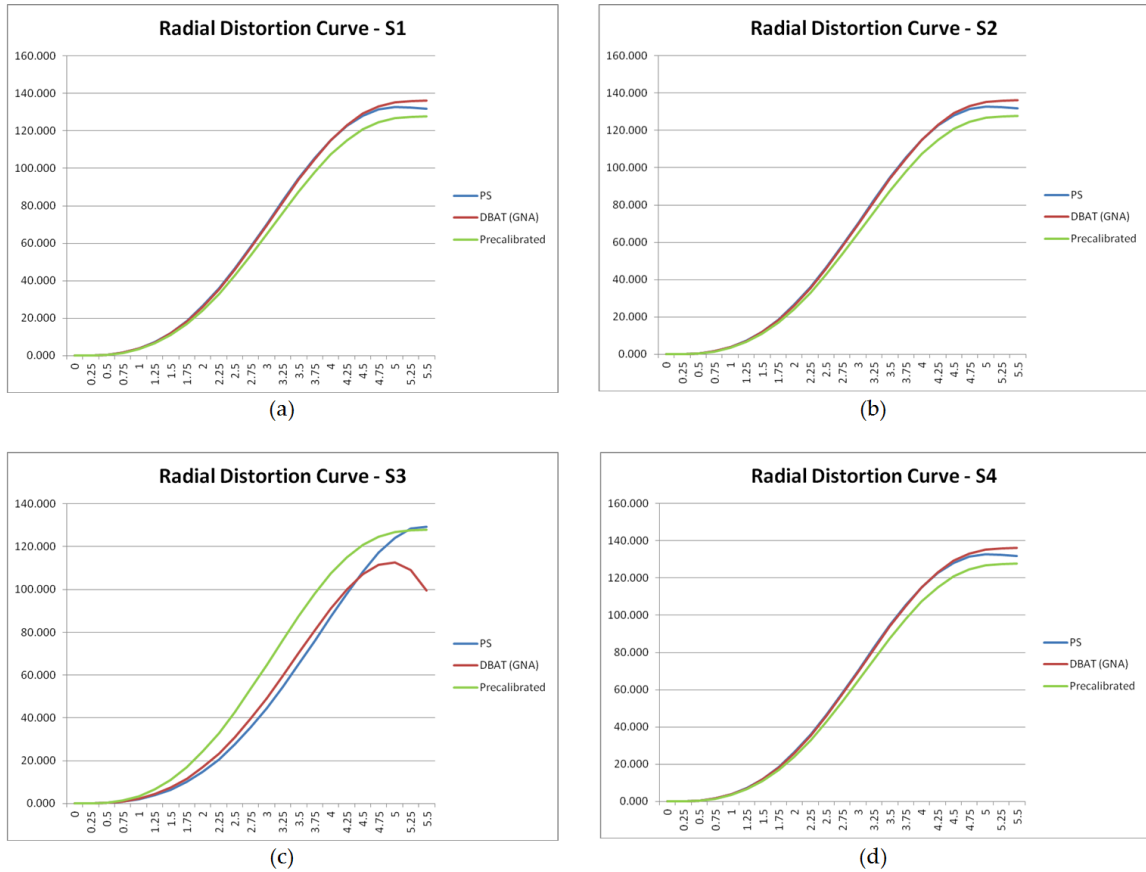 Radial Distortion Curve - S1
160.000
140.000
120.000
100.000
80.000
60.000
40.000
20.000
0.000
0 0.25 0.5 0.75 1 1.25 1.5 1.75 2 2.25 2.5 2.75 3 3.25 3.5 3.75 4 4.25 4.5 4.75 5 5.25 5.5
PS
DBAT (GNA)
Precalibrated
(a)
Radial Distortion Curve - S2
160.000
140.000
120.000
100.000
80.000
60.000
40.000
20.000
0.000
0 0.25 0.5 0.75 1 1.25 1.5 1.75 2 2.25 2.5 2.75 3 3.25 3.5 3.75 4 4.25 4.5 4.75 5 5.25 5.5
PS
DBAT (GNA)
Precalibrated
(b)
Radial Distortion Curve - S3
140.000
120.000
100.000
80.000
60.000
40.000
20.000
0.000
0 0.25 0.5 0.75 1 1.25 1.5 1.75 2 2.25 2.5 2.75 3 3.25 3.5 3.75 4 4.25 4.5 4.75 5 5.25 5.5
PS
DBAT (GNA)
Precalibrated
(c)
Radial Distortion Curve - S4
160.000
140.000
120.000
100.000
80.000
60.000
40.000
20.000
0.000
0 0.25 0.5 0.75 1 1.25 1.5 1.75 2 2.25 2.5 2.75 3 3.25 3.5 3.75 4 4.25 4.5 4.75 5 5.25 5.5
PS
DBAT (GNA)
Precalibrated
(d)